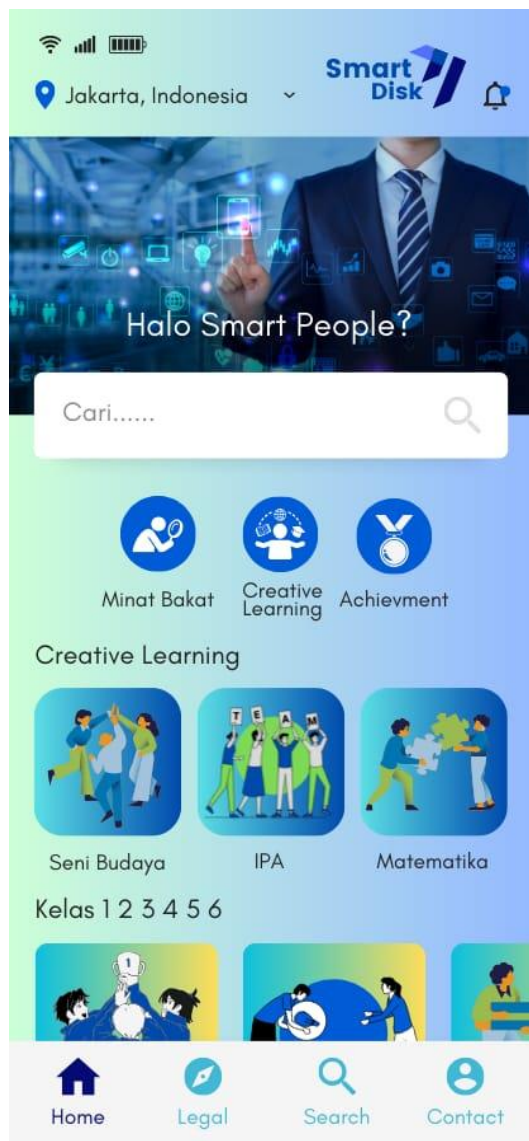 Jakarta, Indonesia
Smart
Disk
Halo Smart People?
Cari......
Minat Bakat
Creative
Learning
Achievment
Creative Learning
T E A M
Seni Budaya
IPA
Matematika
Kelas 1 2 3 4 5 6
1
Home
Legal
Search
Contact